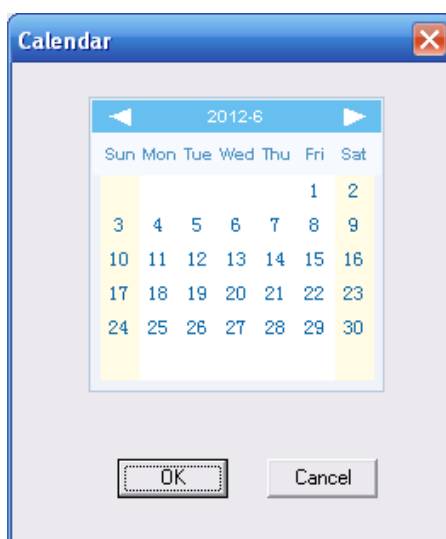 Calendar
2012-6
Sun Mon Tue Wed Thu Fri Sat
1 2
3 4 5 6 7 8 9
10 11 12 13 14 15 16
17 18 19 20 21 22 23
24 25 26 27 28 29 30
OK Cancel